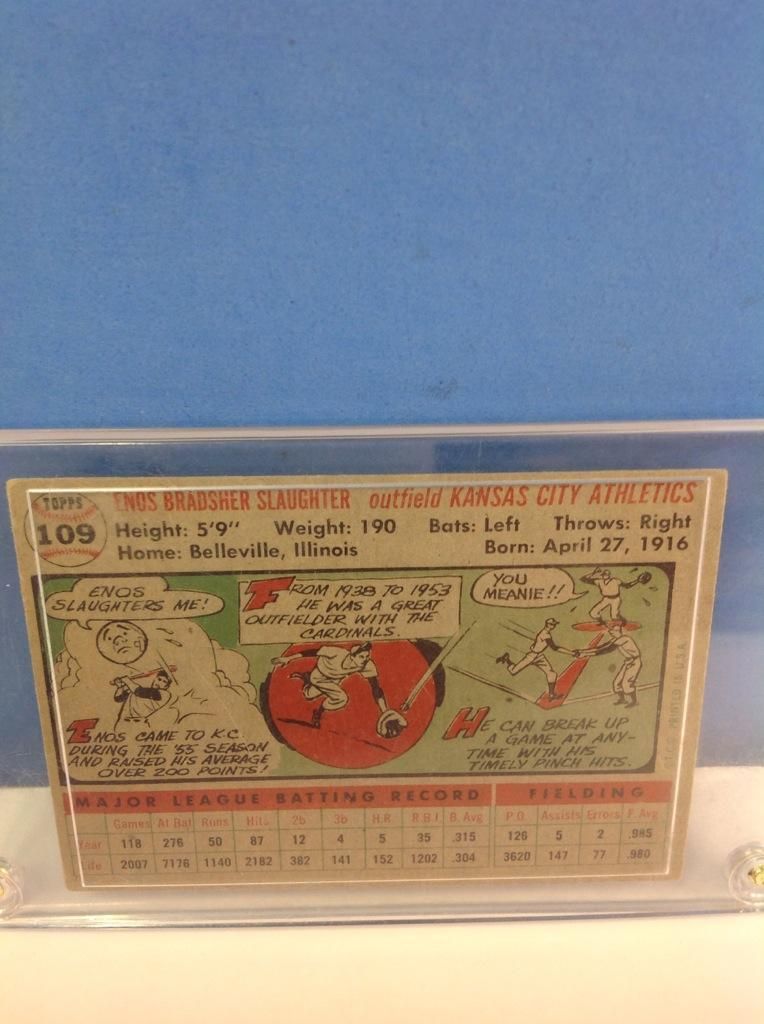 TOPPS
109
ENOS BRADSHER SLAUGHTER outfield KANSAS CITY ATHLETICS
Height: 5'9" Weight: 190 Bats: Left Throws: Right
Home: Belleville, Illinois Born: April 27, 1916
ENOS
SLAUGHTERS ME!
ENOS CAME TO K.C.
DURING THE '55 SEASON
AND RAISED HIS AVERAGE
OVER 200 POINTS!
FROM 1938 TO 1953
HE WAS A GREAT
OUTFIELDER WITH THE
CARDINALS.
YOU
MEANIE!!
HE CAN BREAK UP
A GAME AT ANY-
TIME WITH HIS
TIMELY PINCH HITS.
MAJOR LEAGUE BATTING RECORD FIELDING
Games At Bat Runs Hits 2b 3b H.R. R.B.I. B. Avg P.O. Assists Errors F. Avg
Year 118 276 50 87 12 4 5 35 .315 126 5 2 .985
Life 2007 7176 1140 2182 382 141 152 1202 .304 3620 147 77 .980
PRINTED IN U.S.A.